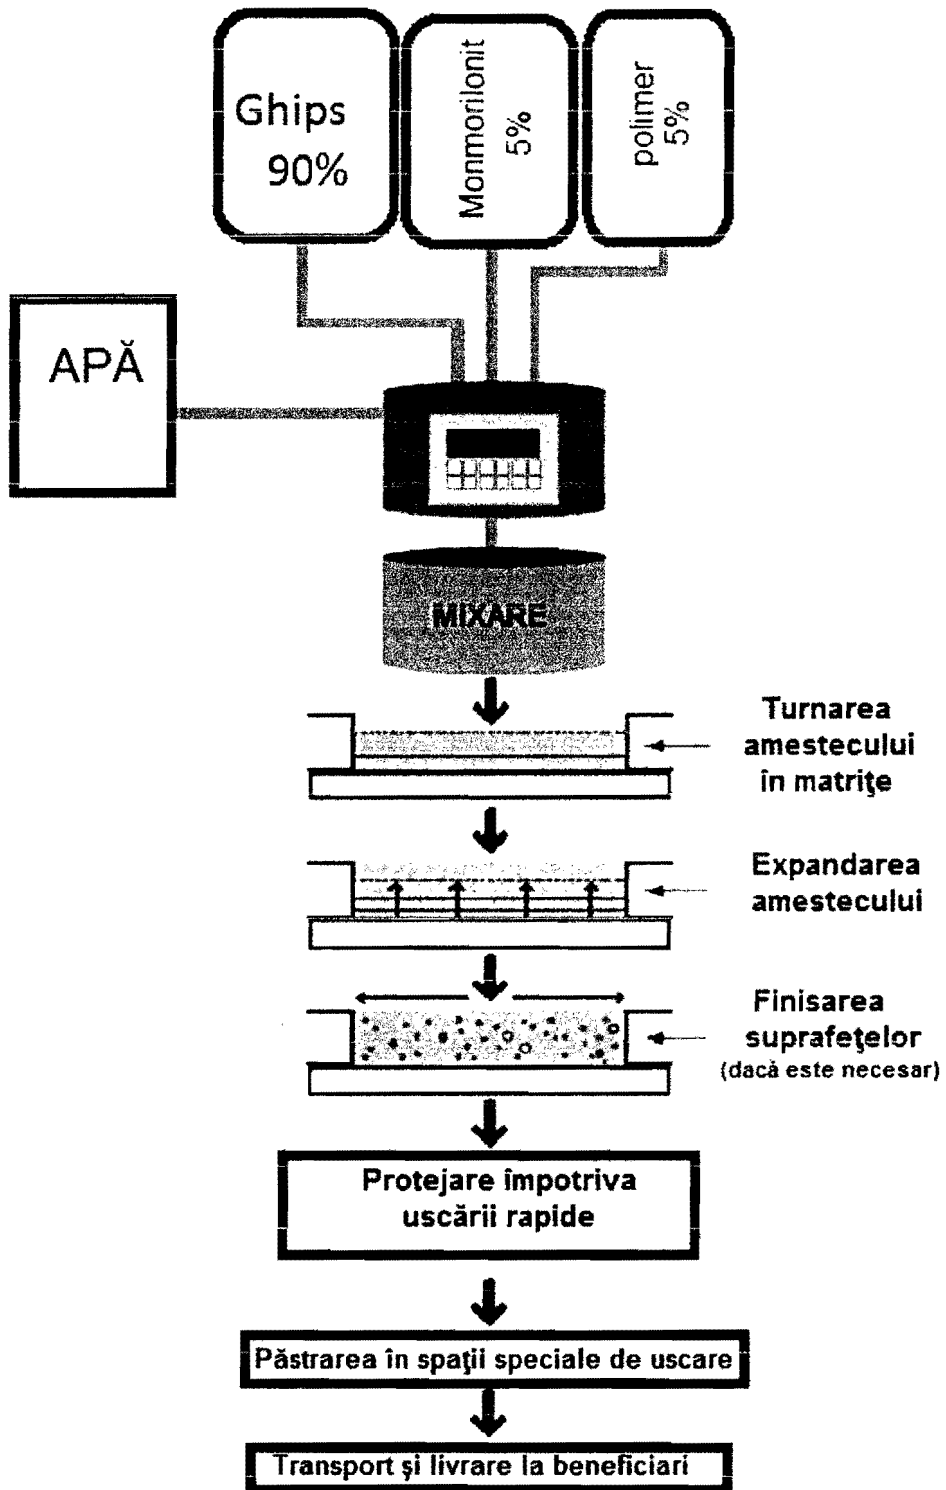 Ghips
90%
Monmorilonit
5%
polimer
5%
APĂ
MIXARE
Turnarea
amestecului
în matriţe
Expandarea
amestecului
Finisarea
suprafeţelor
(dacă este necesar)
Protejare împotriva
uscării rapide
Păstrarea în spaţii speciale de uscare
Transport şi livrare la beneficiari